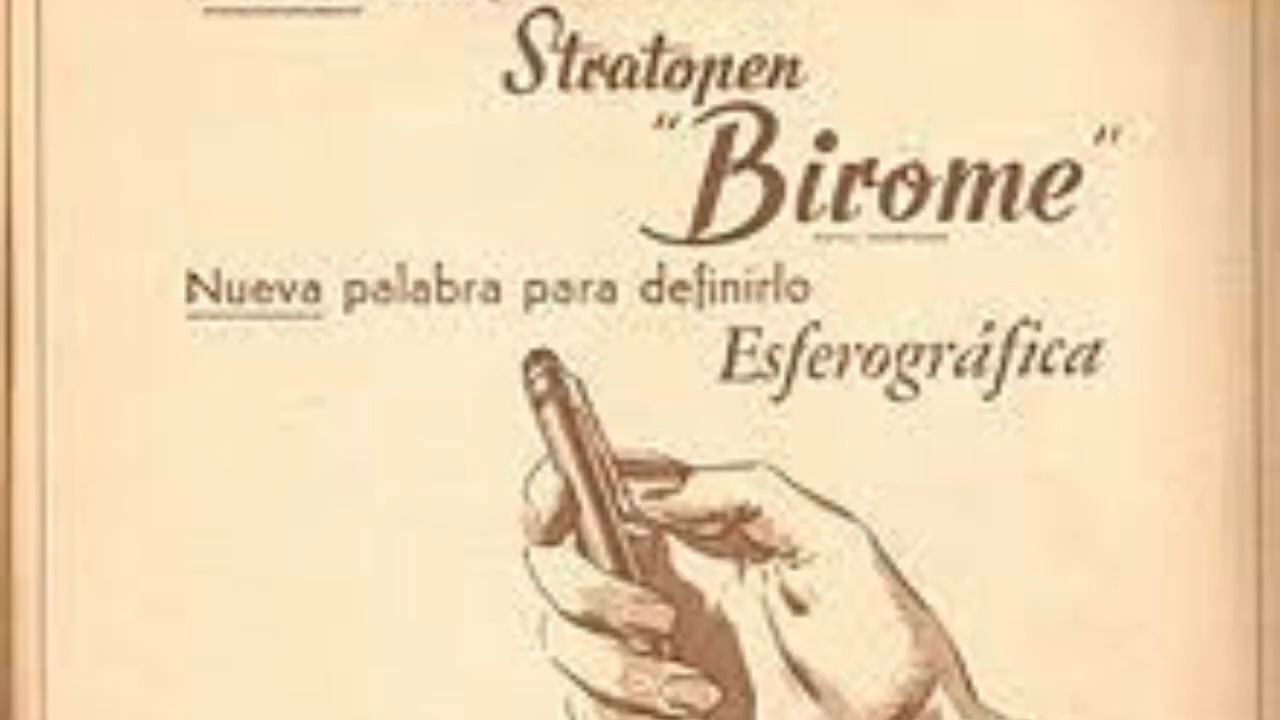 Stratopen
"Birome"
Nueva palabra para definirlo
Esferográfica